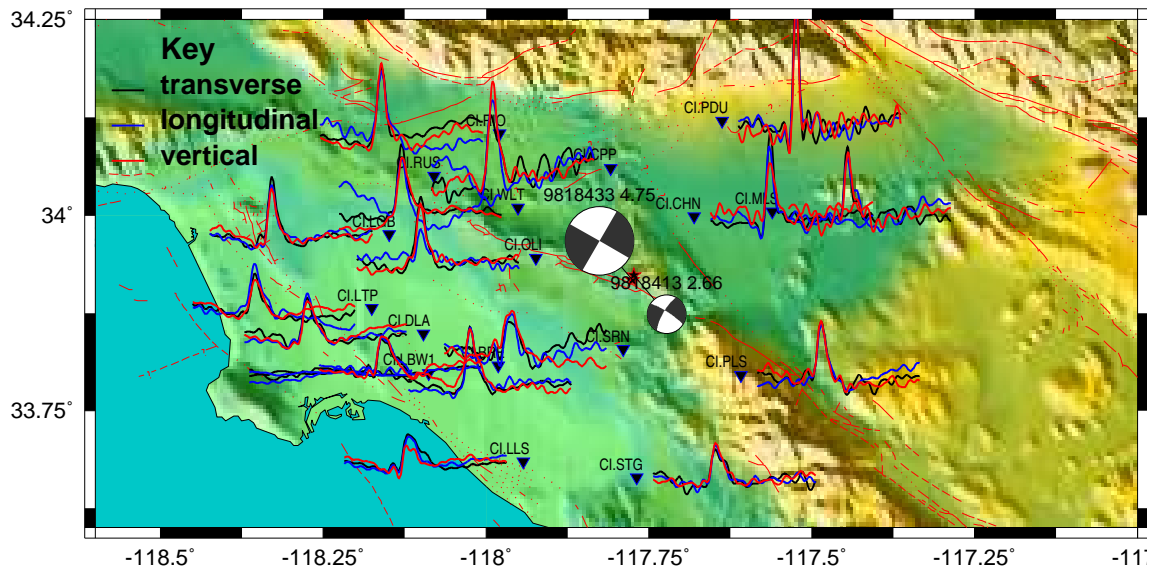 34.25˚
Key
transverse
longitudinal
vertical
CI.PDU
CI.RIO
CI.RUS
CI.CPP
CI.WLT
9818433 4.75
34˚
CI.CHN
CI.MLS
CI.LGB
CI.OLI
9818413 2.66
CI.LTP
CI.DLA
CI.SRN
CI.LBW1
CI.PLS
33.75˚
CI.LLS
CI.STG
-118.5˚
-118.25˚
-118˚
-117.75˚
-117.5˚
-117.25˚